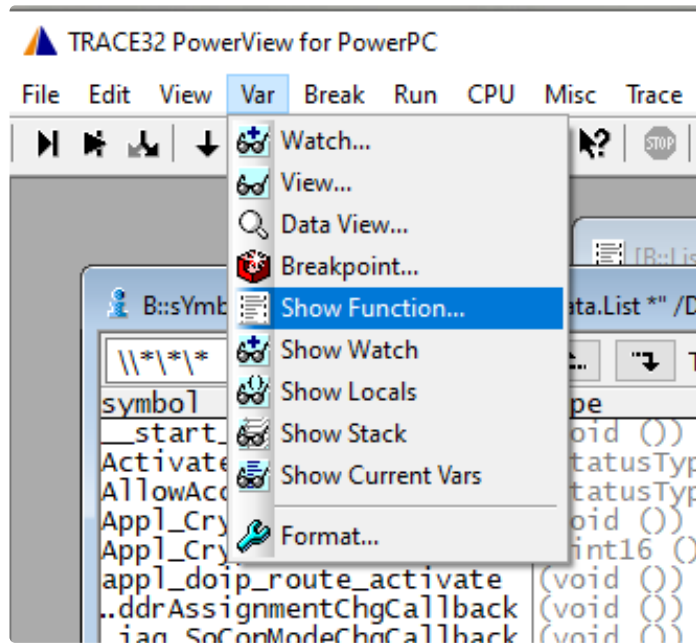 TRACE32 PowerView for PowerPC
File Edit View Var Break Run CPU Misc Trace
Watch...
STOP
View...
Data View...
[B::Lis
Breakpoint...
B::sYmb
Show Function...
ata.List *" /D
\\*\*\*
Show Watch
symbol
Show Locals
pe
__start_
Show Stack
oid ())
Activate
tatusTyp
Show Current Vars
AllowAcc
tatusTyp
Appl_Cry
oid ())
Format...
Appl_Cry
int16 ()
appl_doip_route_activate (void ())
..ddrAssignmentChgCallback (void ())